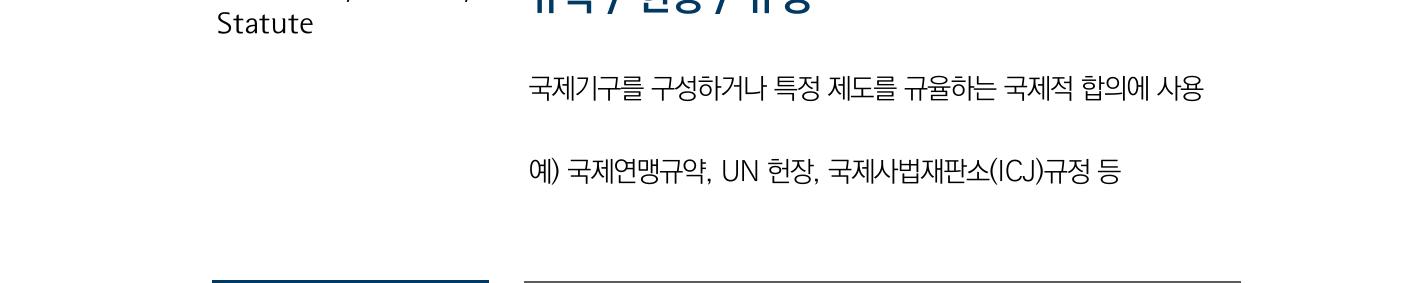 Statute
국제기구를 구성하거나 특정 제도를 규율하는 국제적 합의에 사용
예) 국제연맹규약, UN 헌장, 국제사법재판소(ICJ)규정 등